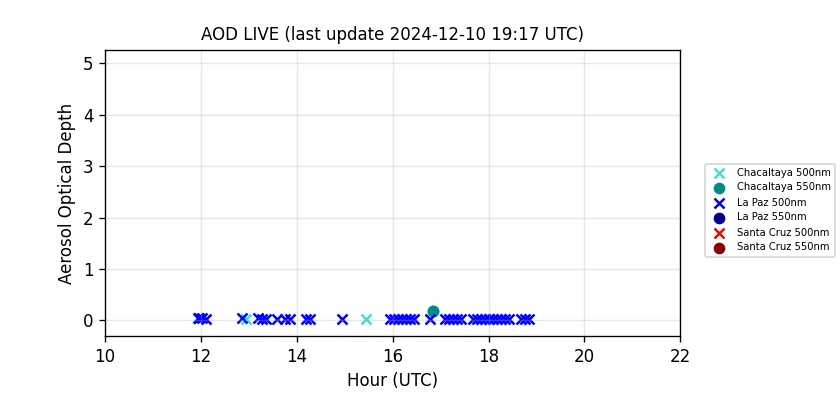 AOD LIVE (last update 2024-12-10 19:17 UTC)
Aerosol Optical Depth
5
4
3
2
1
0
10 12 14 16 18 20 22
Hour (UTC)
Chacaltaya 500nm
Chacaltaya 550nm
La Paz 500nm
La Paz 550nm
Santa Cruz 500nm
Santa Cruz 550nm